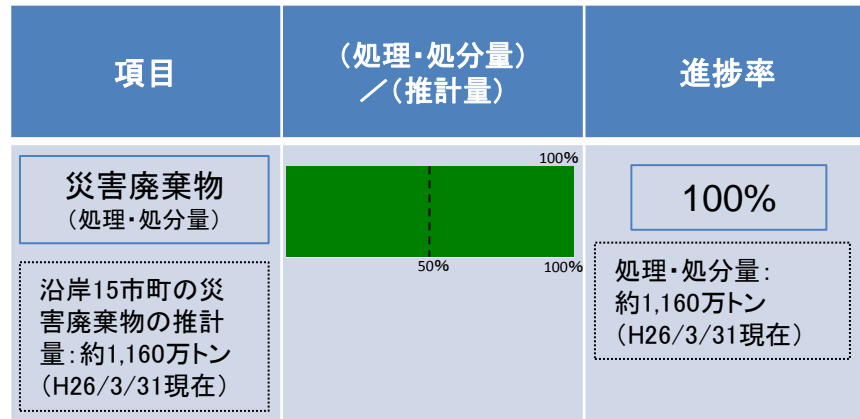 項目
（処理・処分量）
／（推計量）
進捗率
災害廃棄物
（処理・処分量）
沿岸15市町の災
害廃棄物の推計
量：約1,160万トン
（H26/3/31現在）
100%
50%
100%
100%
処理・処分量：
約1,160万トン
（H26/3/31現在）